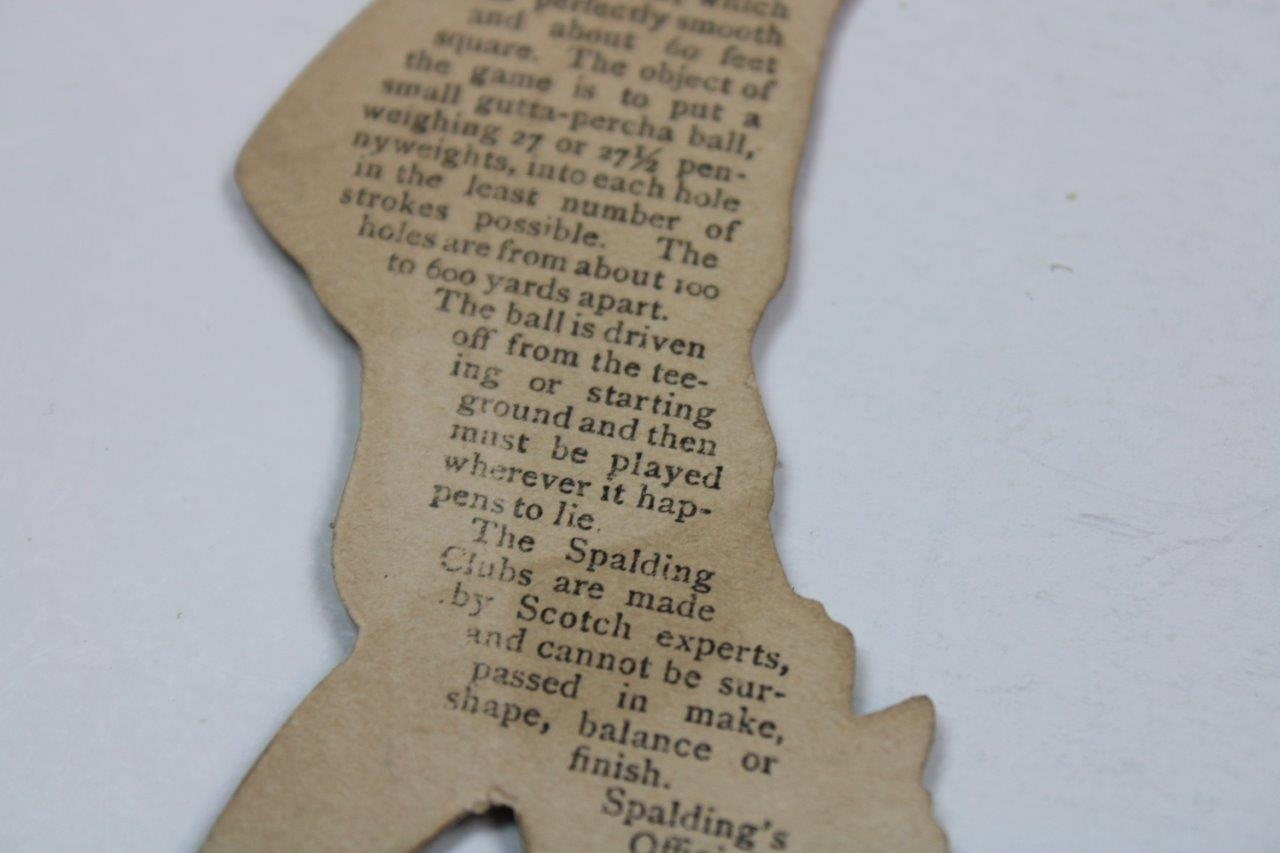 which
perfectly smooth
and about 60 feet
square. The object of
the game is to put a
small gutta-percha ball,
weighing 27 or 27½ pen-
nyweights, into each hole
in the least number of
strokes possible. The
holes are from about 100
to 600 yards apart.
The ball is driven
off from the tee-
ing or starting
ground and then
must be played
wherever it hap-
pens to lie.
The Spalding
Clubs are made
by Scotch experts,
and cannot be sur-
passed in make,
shape, balance or
finish.
Spalding's